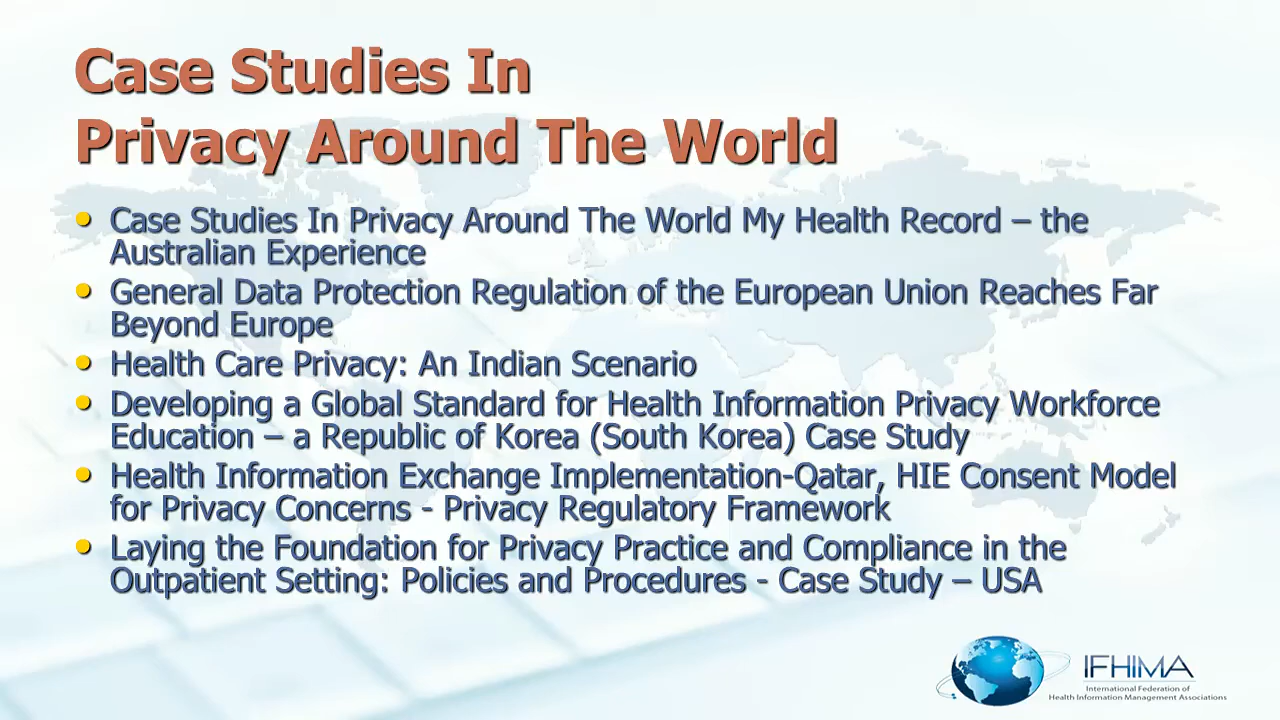 Case Studies In
Privacy Around The World
• Case Studies In Privacy Around The World My Health Record – the
Australian Experience
• General Data Protection Regulation of the European Union Reaches Far
Beyond Europe
• Health Care Privacy: An Indian Scenario
• Developing a Global Standard for Health Information Privacy Workforce
Education – a Republic of Korea (South Korea) Case Study
• Health Information Exchange Implementation-Qatar, HIE Consent Model
for Privacy Concerns - Privacy Regulatory Framework
• Laying the Foundation for Privacy Practice and Compliance in the
Outpatient Setting: Policies and Procedures - Case Study – USA
IFHIMA
International Federation of
Health Information Management Associations